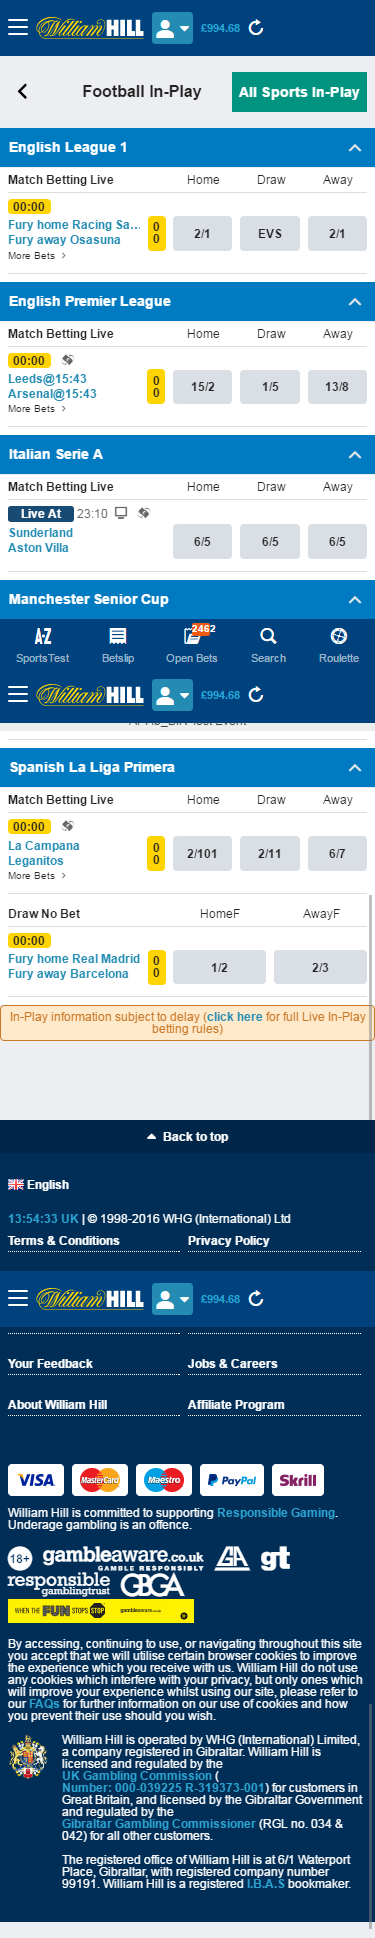 William HILL £994.68
Football In-Play All Sports In-Play
English League 1
Match Betting Live Home Draw Away
00:00
Fury home Racing Sa... 0 2/1 EVS 2/1
Fury away Osasuna 0
More Bets >
English Premier League
Match Betting Live Home Draw Away
00:00
Leeds@15:43 0 15/2 1/5 13/8
Arsenal@15:43 0
More Bets >
Italian Serie A
Match Betting Live Home Draw Away
Live At 23:10
Sunderland 6/5 6/5 6/5
Aston Villa
Manchester Senior Cup
A-Z 2462
SportsTest Betslip Open Bets Search Roulette
William HILL £994.68
Spanish La Liga Primera
Match Betting Live Home Draw Away
00:00
La Campana 0 2/101 2/11 6/7
Leganitos 0
More Bets >
Draw No Bet HomeF AwayF
00:00
Fury home Real Madrid 0 1/2 2/3
Fury away Barcelona 0
In-Play information subject to delay (click here for full Live In-Play
betting rules)
Back to top
English
13:54:33 UK | © 1998-2016 WHG (International) Ltd
Terms & Conditions Privacy Policy
William HILL £994.68
Your Feedback Jobs & Careers
About William Hill Affiliate Program
VISA MasterCard Maestro PayPal Skrill
William Hill is committed to supporting Responsible Gaming.
Underage gambling is an offence.
18+ gambleaware.co.uk GA gt
GAMBLE RESPONSIBLY
responsible GBGA
gamblingtrust
WHEN THE FUN STOPS STOP gambleaware.co.uk
By accessing, continuing to use, or navigating throughout this site
you accept that we will utilise certain browser cookies to improve
the experience which you receive with us. William Hill do not use
any cookies which interfere with your privacy, but only ones which
will improve your experience whilst using our site, please refer to
our FAQs for further information on our use of cookies and how
you prevent their use should you wish.
William Hill is operated by WHG (International) Limited,
a company registered in Gibraltar. William Hill is
licensed and regulated by the
UK Gambling Commission (
Number: 000-039225 R-319373-001) for customers in
Great Britain, and licensed by the Gibraltar Government
and regulated by the
Gibraltar Gambling Commissioner (RGL no. 034 &
042) for all other customers.
The registered office of William Hill is at 6/1 Waterport
Place, Gibraltar, with registered company number
99191. William Hill is a registered I.B.A.S bookmaker.